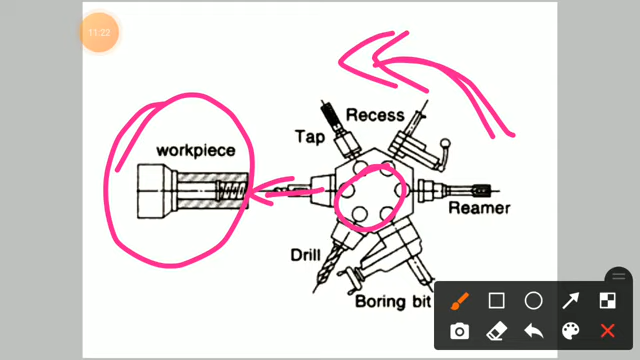 11:22
Recess
Tap
workpiece
Reamer
Drill
Boring bit